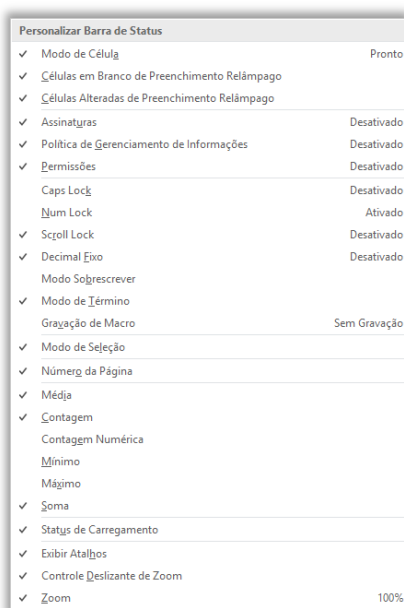 Personalizar Barra de Status
✓ Modo de Célula Pronto
✓ Células em Branco de Preenchimento Relâmpago
✓ Células Alteradas de Preenchimento Relâmpago
✓ Assinaturas Desativado
✓ Política de Gerenciamento de Informações Desativado
✓ Permissões Desativado
Caps Lock Desativado
Num Lock Ativado
✓ Scroll Lock Desativado
✓ Decimal Fixo Desativado
Modo Sobrescrever
✓ Modo de Término
Gravação de Macro Sem Gravação
✓ Modo de Seleção
✓ Número da Página
✓ Média
✓ Contagem
Contagem Numérica
Mínimo
Máximo
✓ Soma
✓ Status de Carregamento
✓ Exibir Atalhos
✓ Controle Deslizante de Zoom
✓ Zoom 100%